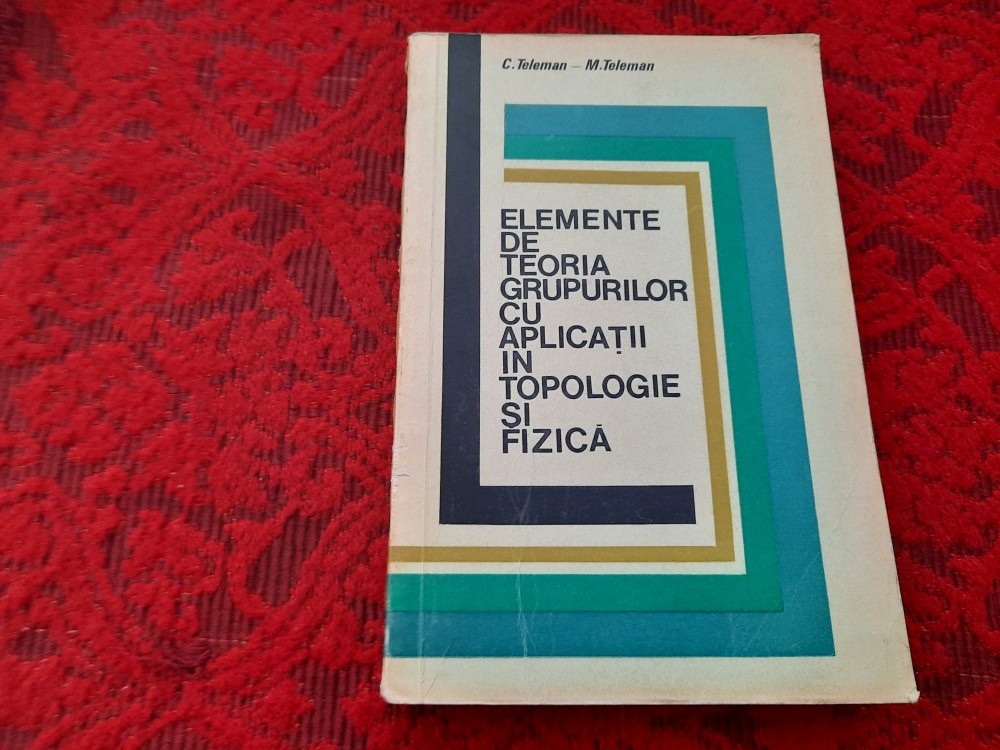 C. Teleman – M. Teleman
ELEMENTE
DE
TEORIA
GRUPURILOR
CU
APLICAȚII
IN
TOPOLOGIE
ȘI
FIZICĂ